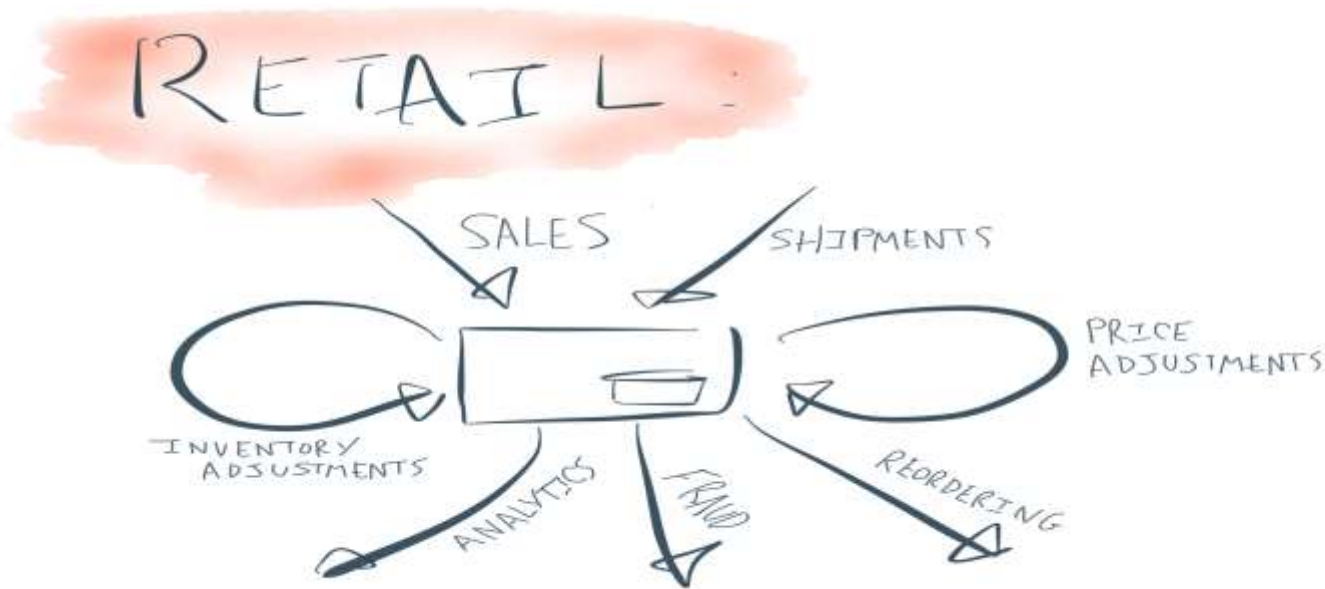 RETAIL:
SALES
SHIPMENTS
PRICE
ADJUSTMENTS
INVENTORY
ADJUSTMENTS
ANALYTICS
FRAUD
REORDERING